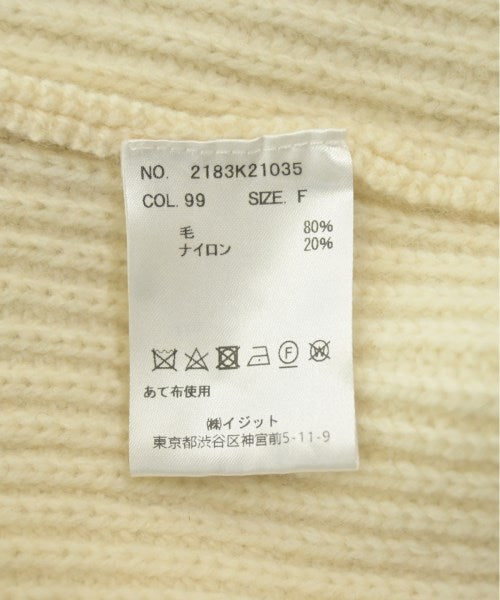 NO. 2183K21035
COL. 99 SIZE. F
毛 80%
ナイロン 20%
F W
あて布使用
㈱イジット
東京都渋谷区神宮前5-11-9